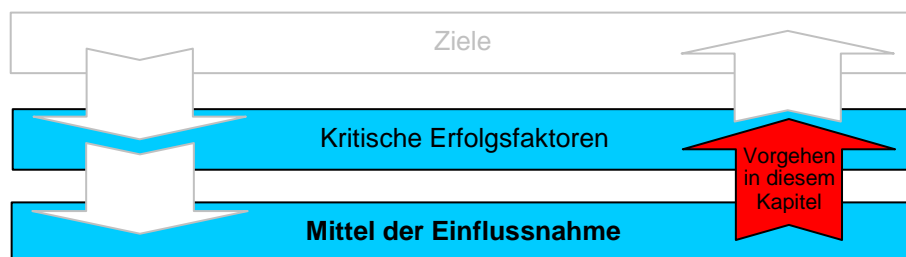 Ziele
Kritische Erfolgsfaktoren
Vorgehen
in diesem
Kapitel
Mittel der Einflussnahme